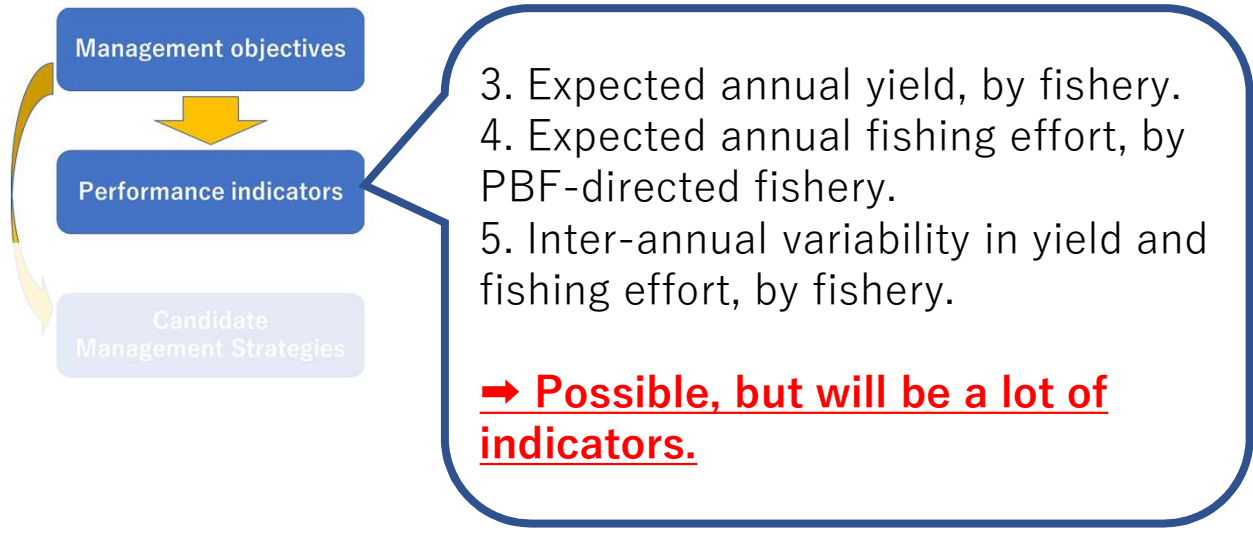 Management objectives
Performance indicators
Candidate
Management Strategies
3. Expected annual yield, by fishery.
4. Expected annual fishing effort, by
PBF-directed fishery.
5. Inter-annual variability in yield and
fishing effort, by fishery.
➡ Possible, but will be a lot of
indicators.